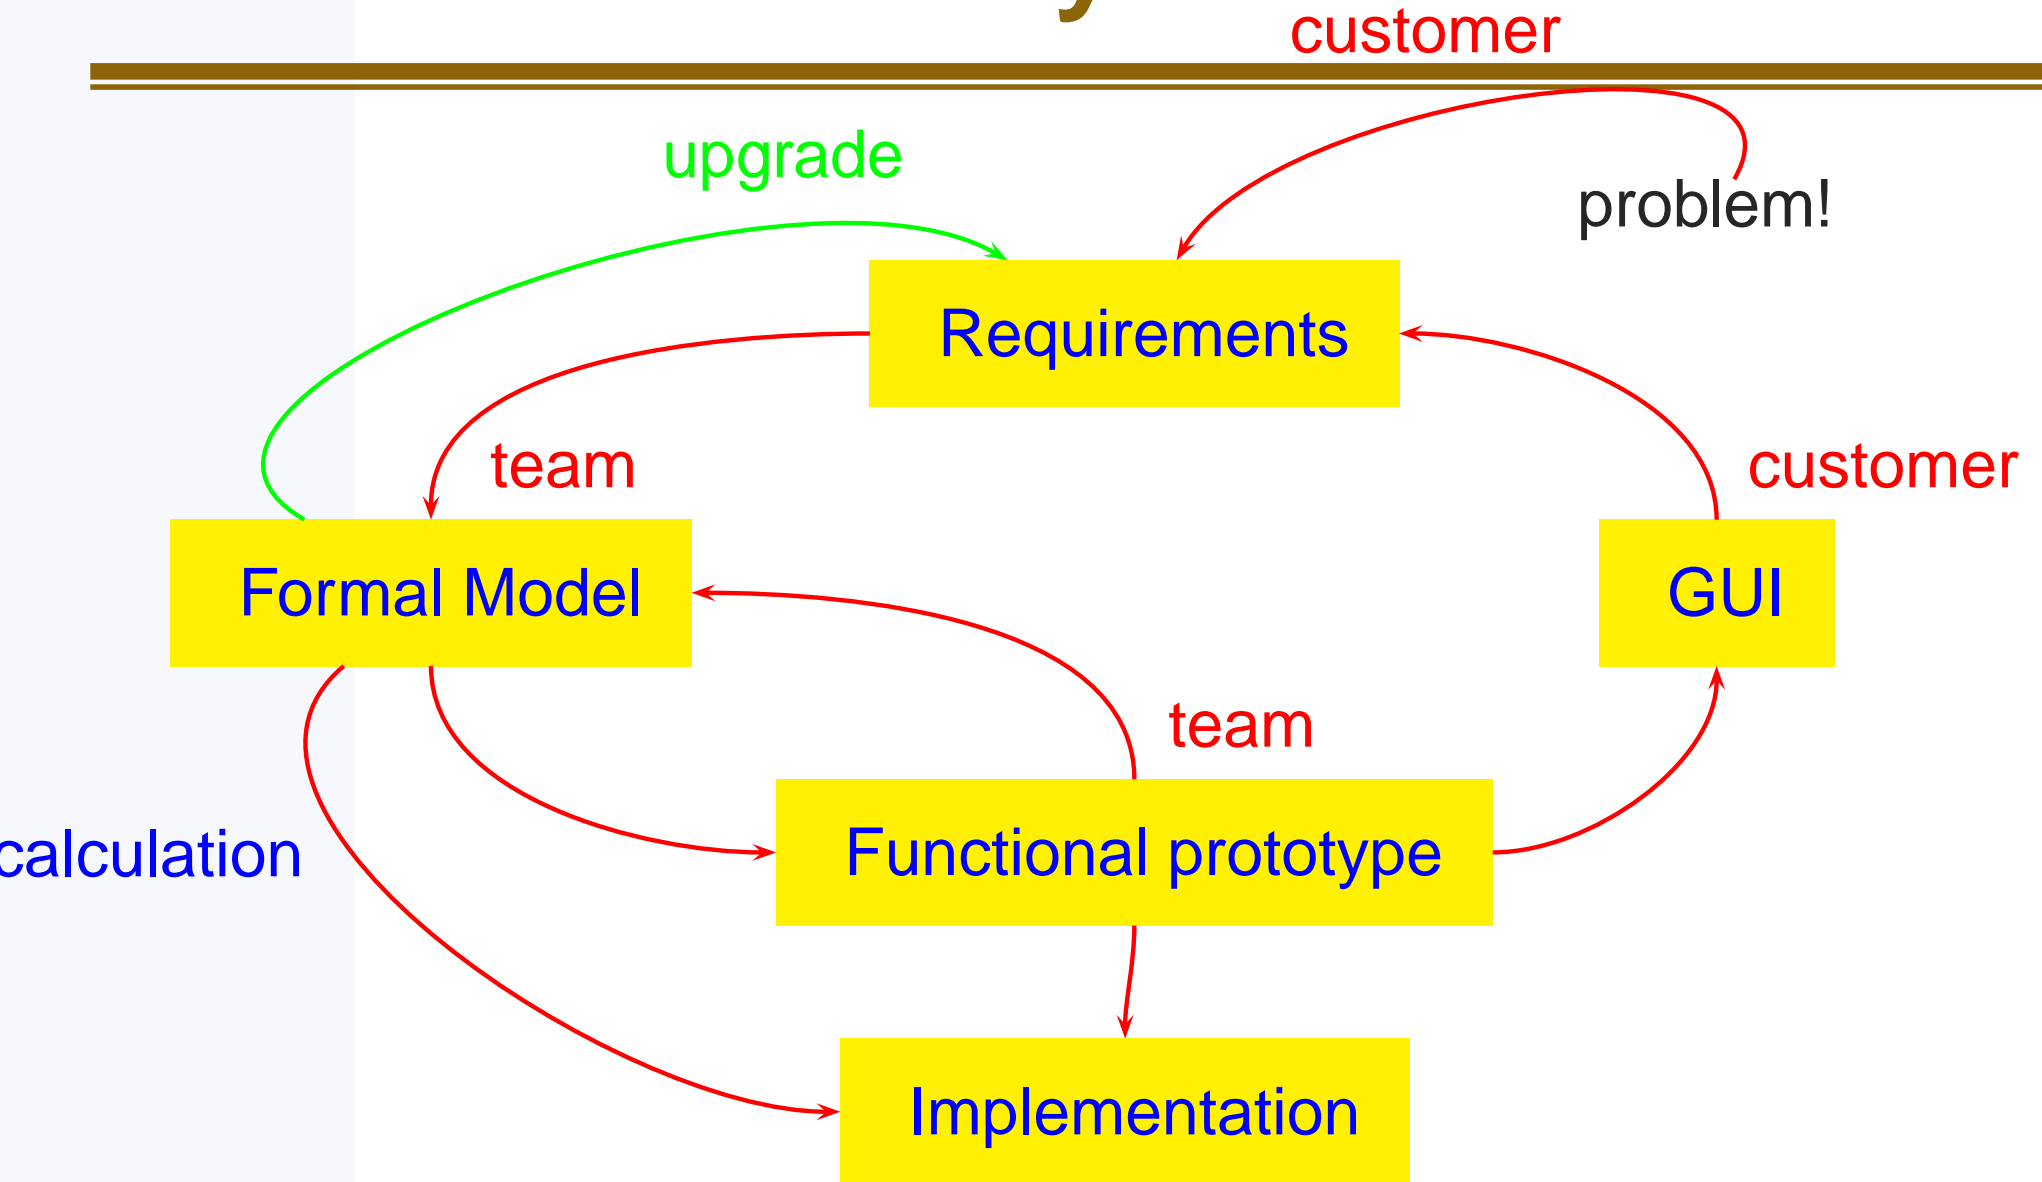 customer
upgrade
problem!
Requirements
team
customer
Formal Model
GUI
team
calculation
Functional prototype
Implementation